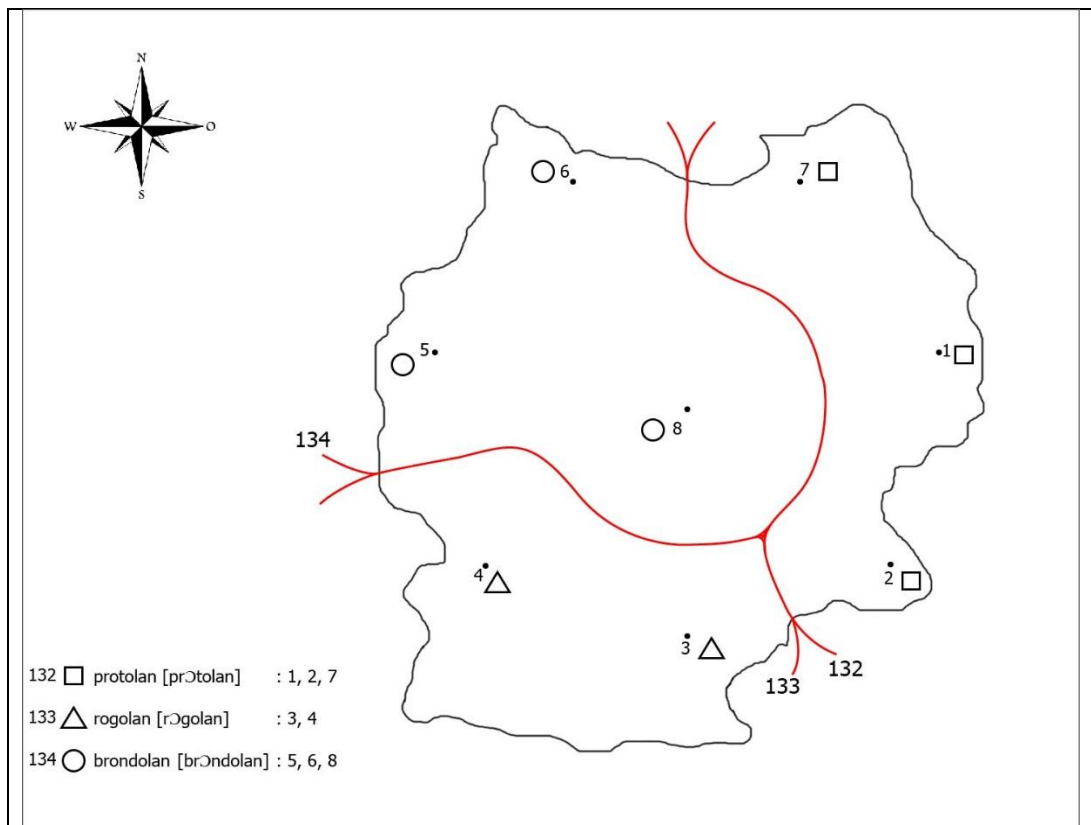 N
W O
S
6
7
5
1
8
134
4
2
3
132
133
132 protolan [prɔtolan] : 1, 2, 7
133 rogolan [rɔgolan] : 3, 4
134 brondolan [brɔndolan] : 5, 6, 8